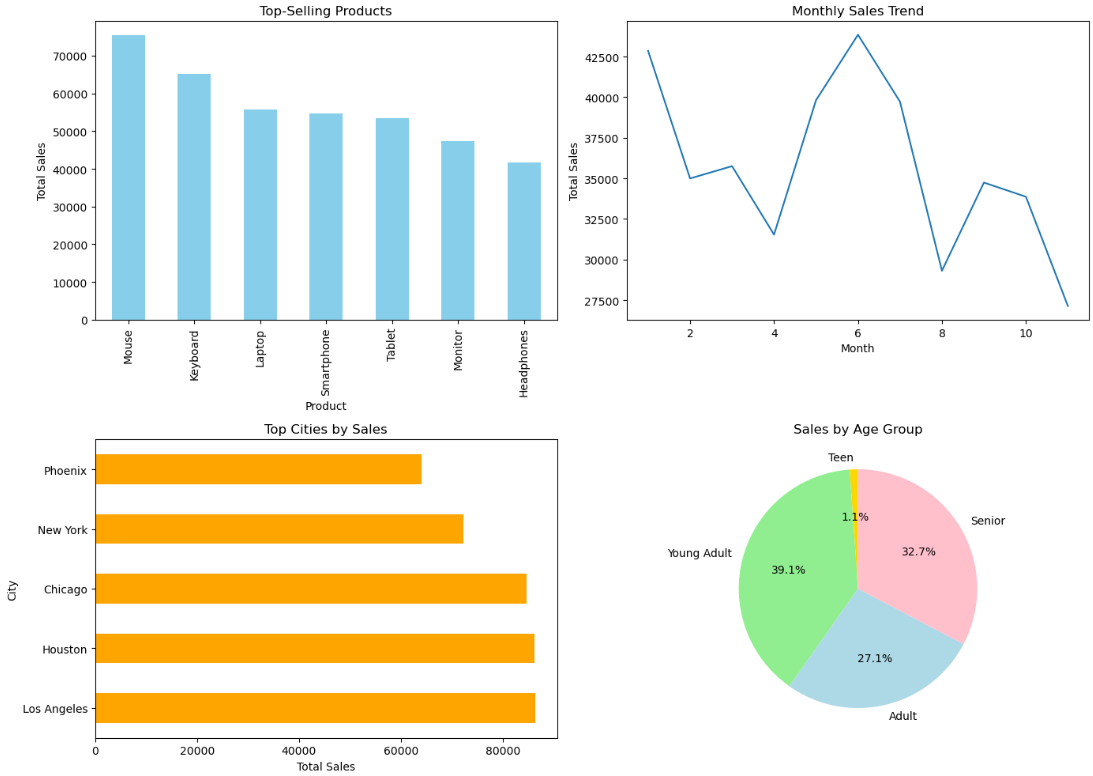 Top-Selling Products
Total Sales
70000
60000
50000
40000
30000
20000
10000
0
Mouse
Keyboard
Laptop
Smartphone
Tablet
Monitor
Headphones
Product
Monthly Sales Trend
Total Sales
42500
40000
37500
35000
32500
30000
27500
2
4
6
8
10
Month
Top Cities by Sales
City
Phoenix
New York
Chicago
Houston
Los Angeles
0
20000
40000
60000
80000
Total Sales
Sales by Age Group
Teen
1.1%
Senior
32.7%
Young Adult
39.1%
27.1%
Adult